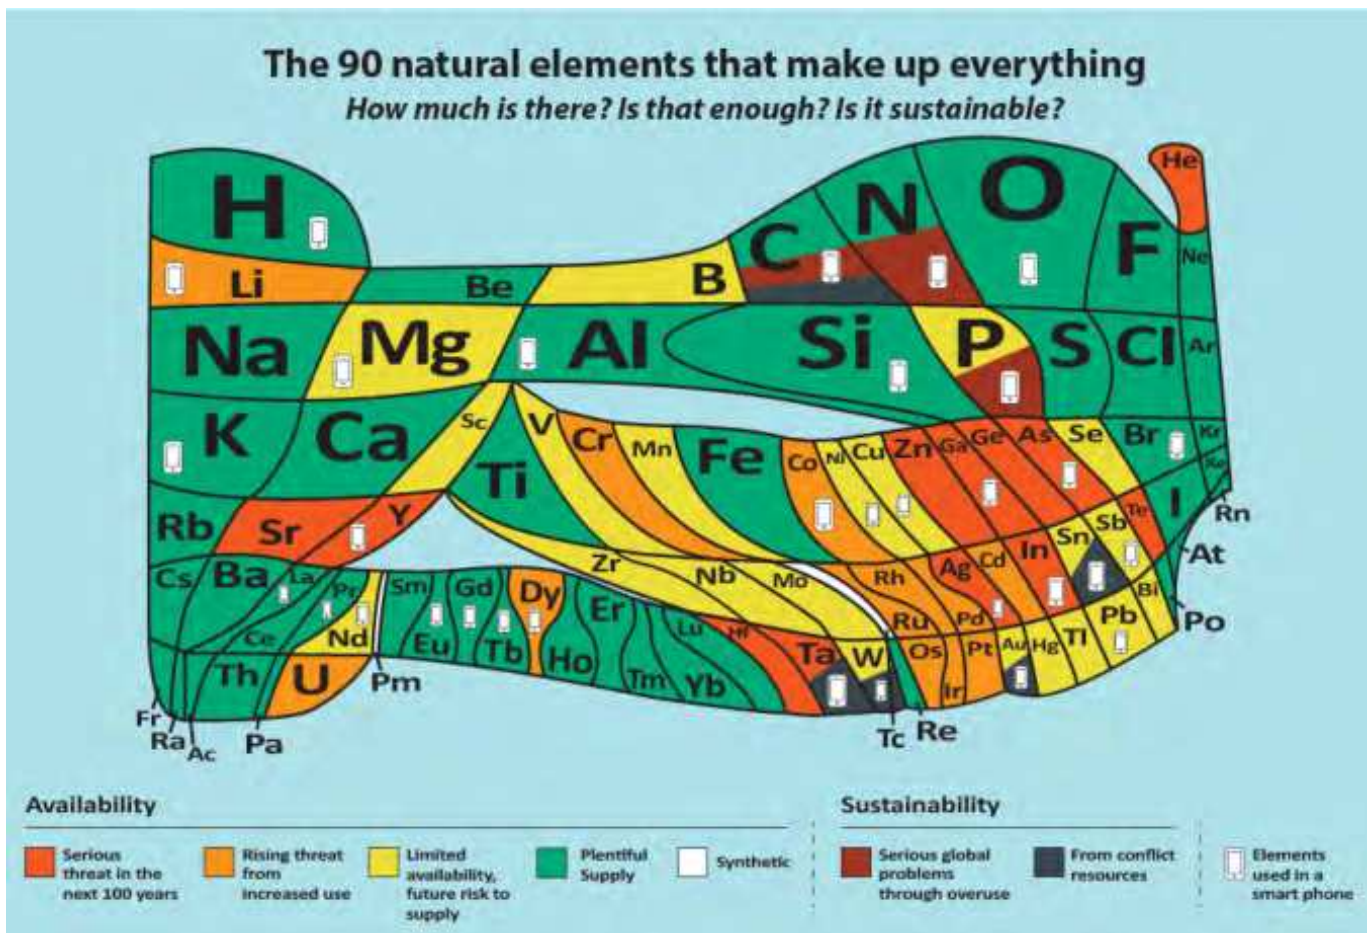 The 90 natural elements that make up everything
How much is there? Is that enough? Is it sustainable?
H
He
Li
Be
B
C
N
O
F
Ne
Na
Mg
Al
Si
P
S
Cl
Ar
K
Ca
Sc
Ti
V
Cr
Mn
Fe
Co
Ni
Cu
Zn
Ga
Ge
As
Se
Br
Kr
Rb
Sr
Y
Zr
Nb
Mo
Ru
Rh
Pd
Ag
Cd
In
Sn
Sb
Te
I
Xe
Cs
Ba
La
Ce
Pr
Nd
Pm
Sm
Eu
Gd
Tb
Dy
Ho
Er
Tm
Yb
Lu
Hf
Ta
W
Tc
Re
Os
Ir
Pt
Au
Hg
Tl
Pb
Bi
Po
At
Rn
Fr
Ra
Ac
Th
Pa
U
Availability
Serious
threat in the
next 100 years
Rising threat
from
increased use
Limited
availability,
future risk to
supply
Plentiful
Supply
Synthetic
Sustainability
Serious global
problems
through overuse
From conflict
resources
Elements
used in a
smart phone